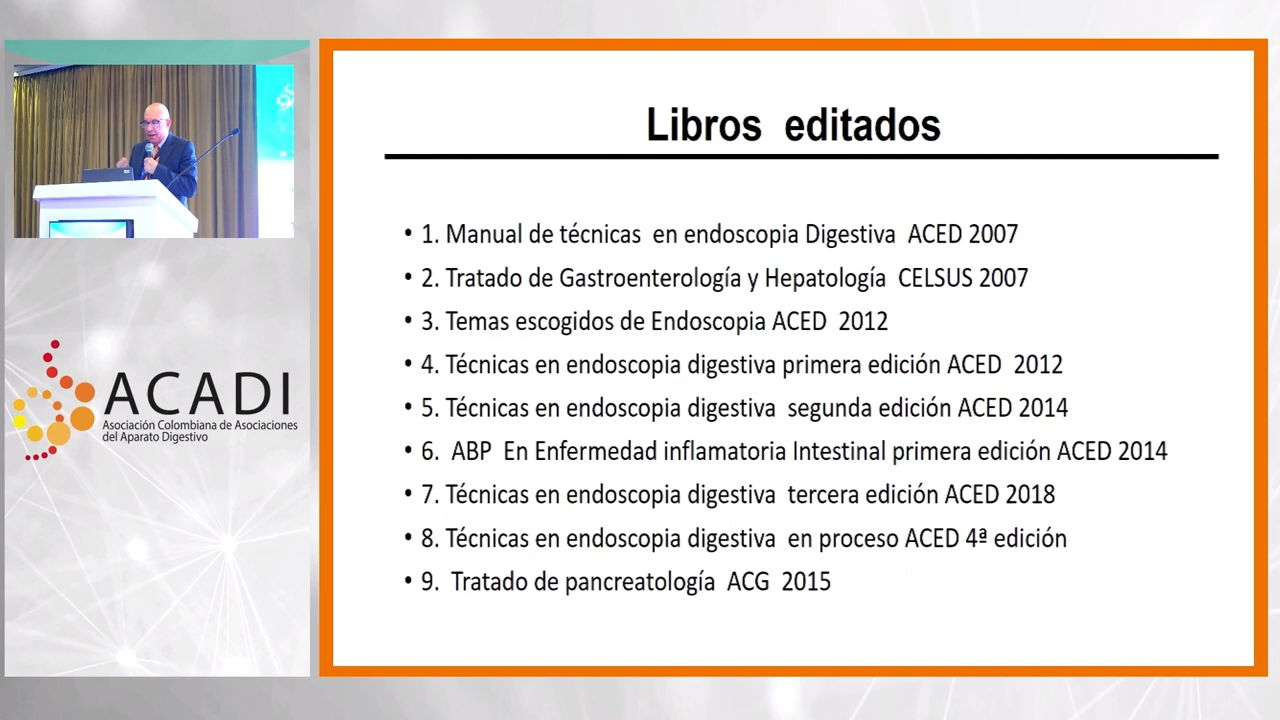 Libros editados
• 1. Manual de técnicas en endoscopia Digestiva ACED 2007
• 2. Tratado de Gastroenterología y Hepatología CELSUS 2007
• 3. Temas escogidos de Endoscopia ACED 2012
• 4. Técnicas en endoscopia digestiva primera edición ACED 2012
• 5. Técnicas en endoscopia digestiva segunda edición ACED 2014
• 6. ABP En Enfermedad inflamatoria Intestinal primera edición ACED 2014
• 7. Técnicas en endoscopia digestiva tercera edición ACED 2018
• 8. Técnicas en endoscopia digestiva en proceso ACED 4ª edición
• 9. Tratado de pancreatología ACG 2015
ACADI
Asociación Colombiana de Asociaciones
del Aparato Digestivo